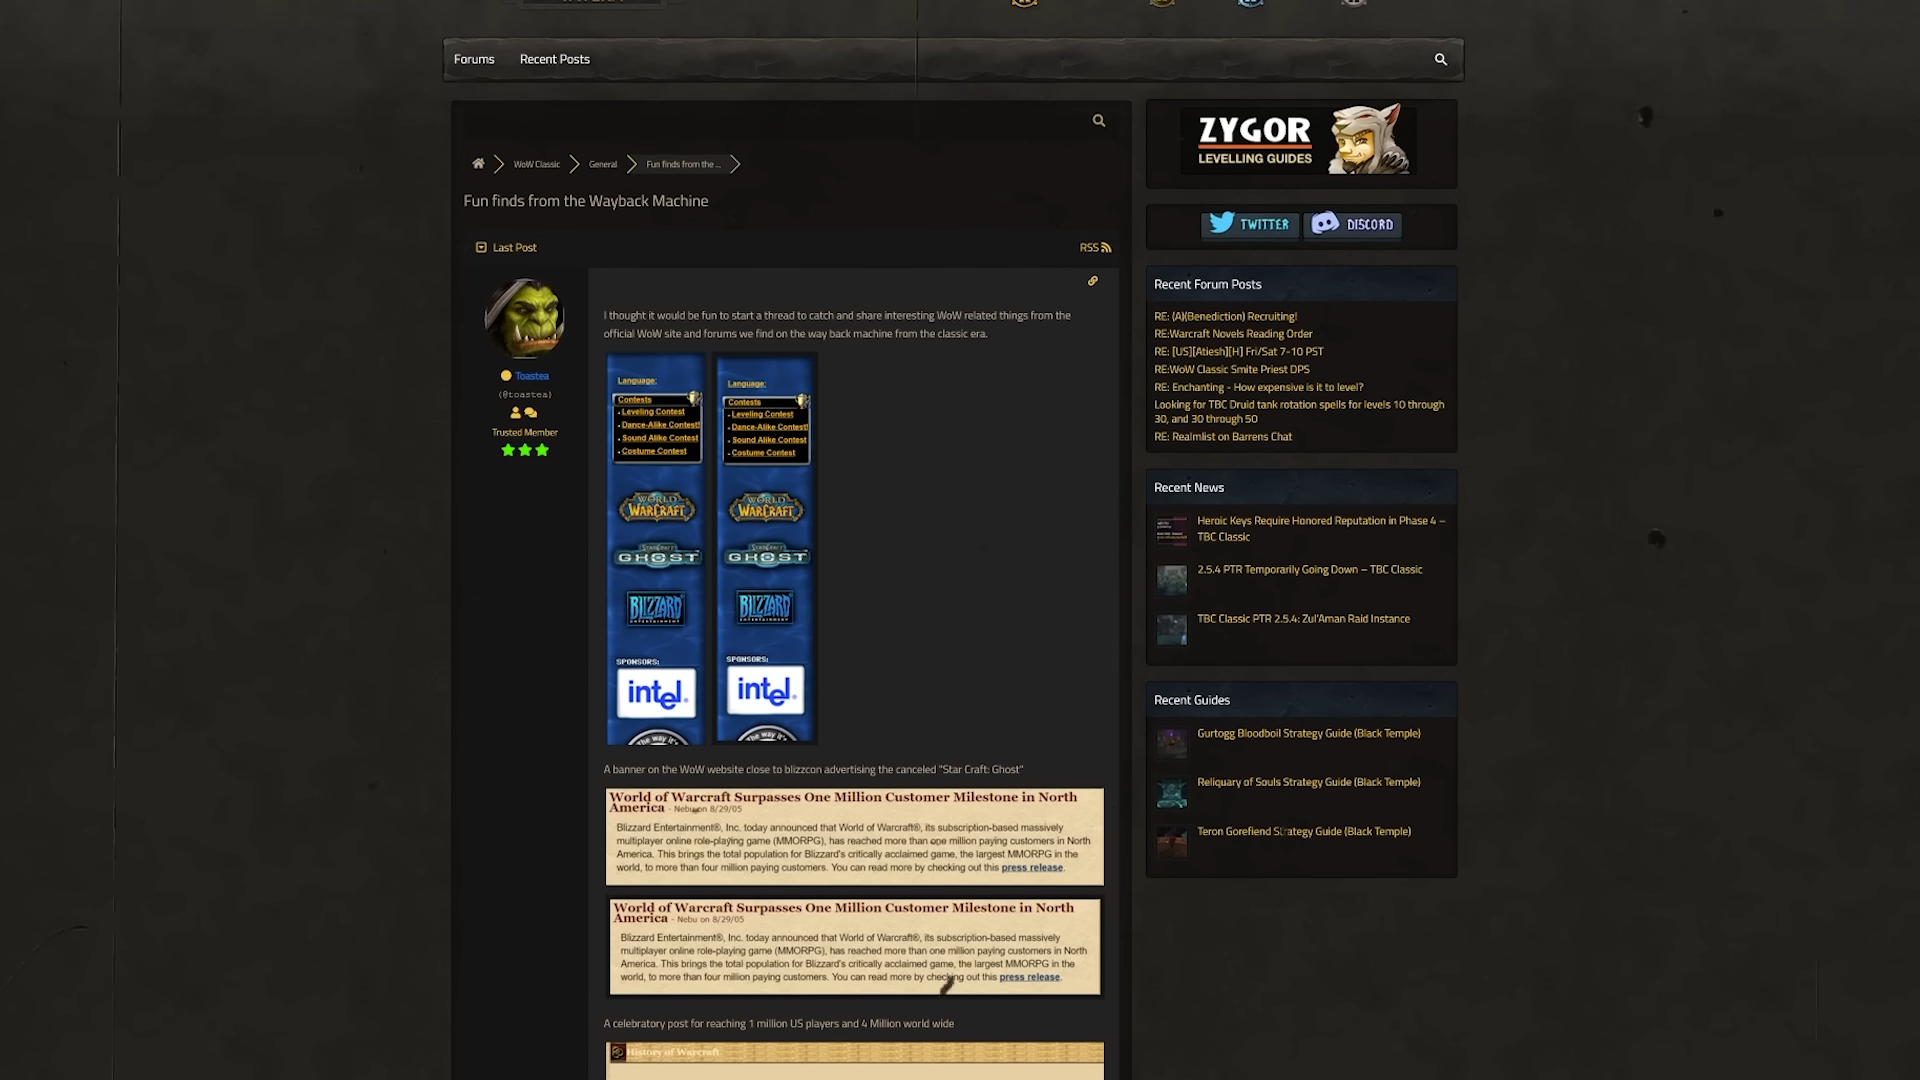 Forums Recent Posts
WoW Classic General Fun finds from the ...
Fun finds from the Wayback Machine
Last Post RSS
Toastea
(@toastea)
Trusted Member
I thought it would be fun to start a thread to catch and share interesting WoW related things from the
official WoW site and forums we find on the way back machine from the classic era.
Language:
Contests
Leveling Contest
Dance-Alike Contest!
Sound Alike Contest
Costume Contest
WORLD
WARCRAFT
STARCRAFT
GHOST
BLIZZARD
ENTERTAINMENT
SPONSORS:
intel
The way it's
Language:
Contests
Leveling Contest
Dance-Alike Contest!
Sound Alike Contest
Costume Contest
WORLD
WARCRAFT
STARCRAFT
GHOST
BLIZZARD
ENTERTAINMENT
SPONSORS:
intel
The way it's
A banner on the WoW website close to blizzcon advertising the canceled "Star Craft: Ghost"
World of Warcraft Surpasses One Million Customer Milestone in North
America - Nebu on 8/29/05
Blizzard Entertainment®, Inc. today announced that World of Warcraft®, its subscription-based massively
multiplayer online role-playing game (MMORPG), has reached more than one million paying customers in North
America. This brings the total population for Blizzard's critically acclaimed game, the largest MMORPG in the
world, to more than four million paying customers. You can read more by checking out this press release.
World of Warcraft Surpasses One Million Customer Milestone in North
America - Nebu on 8/29/05
Blizzard Entertainment®, Inc. today announced that World of Warcraft®, its subscription-based massively
multiplayer online role-playing game (MMORPG), has reached more than one million paying customers in North
America. This brings the total population for Blizzard's critically acclaimed game, the largest MMORPG in the
world, to more than four million paying customers. You can read more by checking out this press release.
A celebratory post for reaching 1 million US players and 4 Million world wide
History of Warcraft
ZYGOR
LEVELLING GUIDES
TWITTER DISCORD
Recent Forum Posts
RE: (A)(Benediction) Recruiting!
RE:Warcraft Novels Reading Order
RE: [US][Atiesh][H] Fri/Sat 7-10 PST
RE:WoW Classic Smite Priest DPS
RE: Enchanting - How expensive is it to level?
Looking for TBC Druid tank rotation spells for levels 10 through
30, and 30 through 50
RE: Realmlist on Barrens Chat
Recent News
Heroic Keys Require Honored Reputation in Phase 4 –
TBC Classic
2.5.4 PTR Temporarily Going Down – TBC Classic
TBC Classic PTR 2.5.4: Zul'Aman Raid Instance
Recent Guides
Gurtogg Bloodboil Strategy Guide (Black Temple)
Reliquary of Souls Strategy Guide (Black Temple)
Teron Gorefiend Strategy Guide (Black Temple)